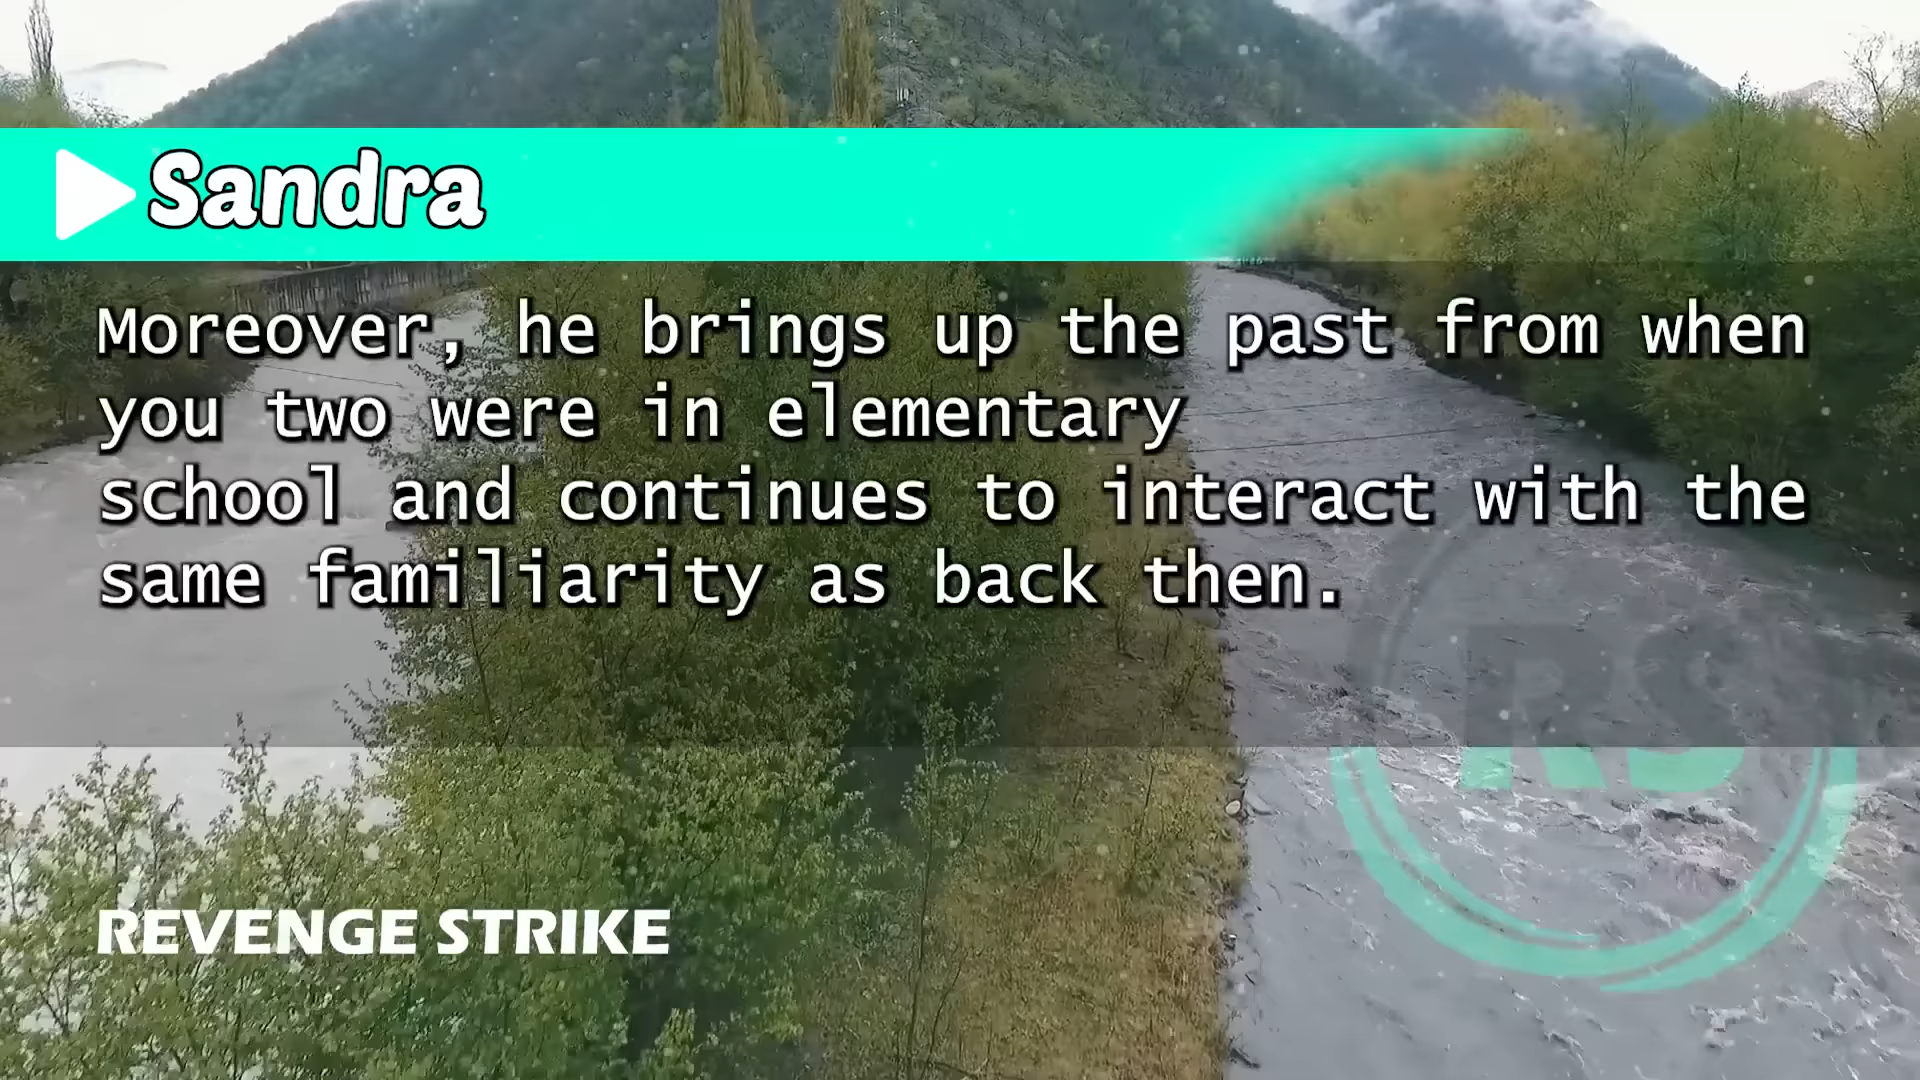 Sandra
Moreover, he brings up the past from when
you two were in elementary
school and continues to interact with the
same familiarity as back then.
RS
REVENGE STRIKE